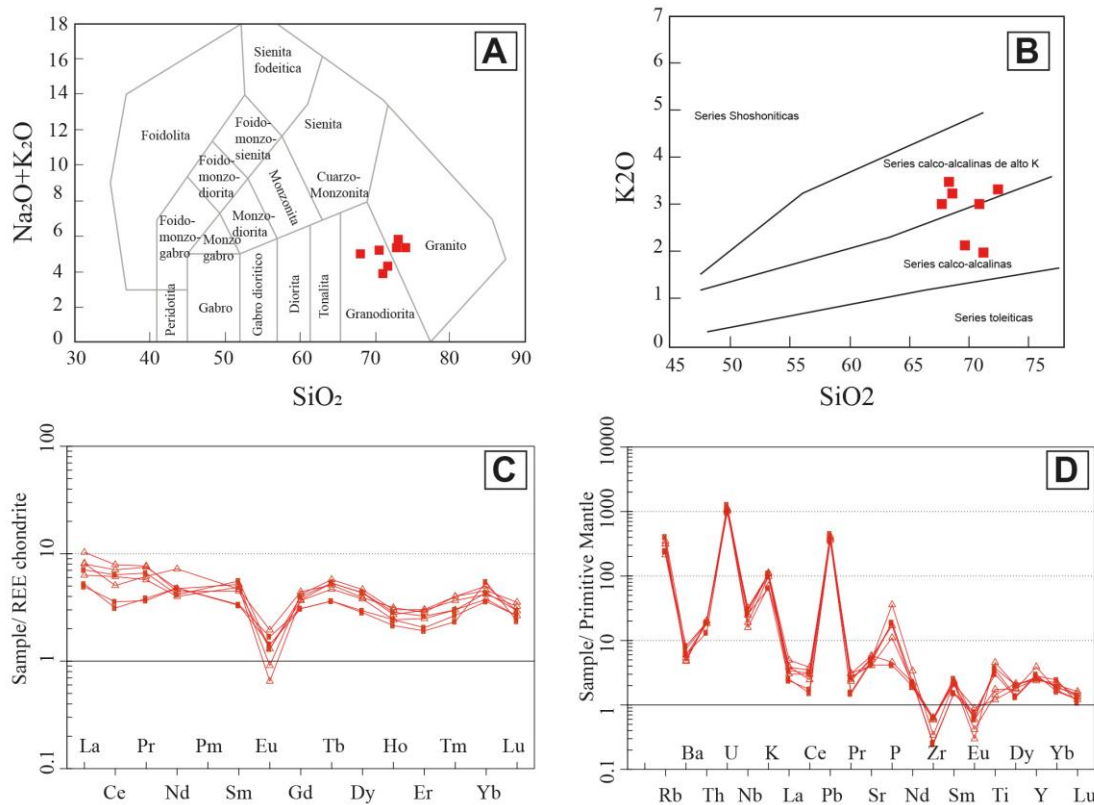 A
Na₂O+K₂O
18
16
14
12
10
8
6
4
2
0
30
40
50
60
70
80
90
SiO₂
Sienita
fodeitica
Foidolita
Foido-
monzo-
sienita
Sienita
Foido-
monzo-
diorita
Monzonita
Cuarzo-
Monzonita
Foido-
monzo-
gabro
Monzo-
diorita
Monzo
gabro
Granito
Peridotita
Gabro
Gabro dioritico
Diorita
Tonalita
Granodiorita
B
K2O
7
6
5
4
3
2
1
0
45
50
60
65
70
75
SiO2
Series Shoshoniticas
Series calco-alcalinas de alto K
Series calco-alcalinas
Series toleiticas
C
Sample/ REE chondrite
100
10
1
0.1
La
Pr
Pm
Eu
Tb
Ho
Tm
Lu
Ce
Nd
Sm
Gd
Dy
Er
Yb
D
Sample/ Primitive Mantle
10000
1000
100
10
1
0.1
Ba
U
K
Ce
Pr
P
Zr
Eu
Dy
Yb
Rb
Th
Nb
La
Pb
Sr
Nd
Sm
Ti
Y
Lu